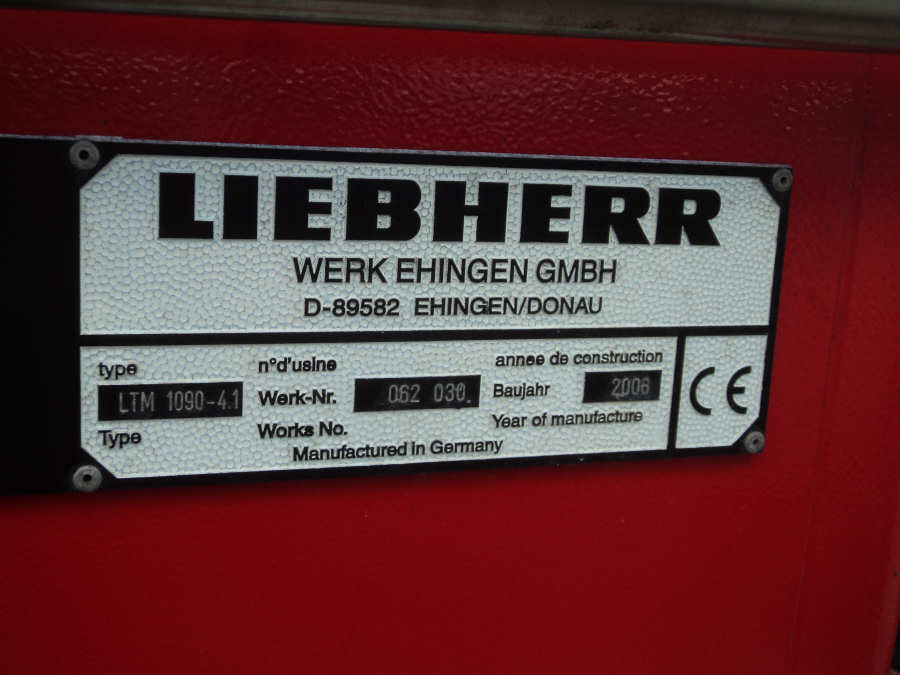 LIEBHERR
WERK EHINGEN GMBH
D-89582 EHINGEN/DONAU
type
LTM 1090-4.1
Type
n°d'usine
Werk-Nr. 062 030
Works No.
annee de construction
Baujahr 2008
Year of manufacture
Manufactured in Germany
CE